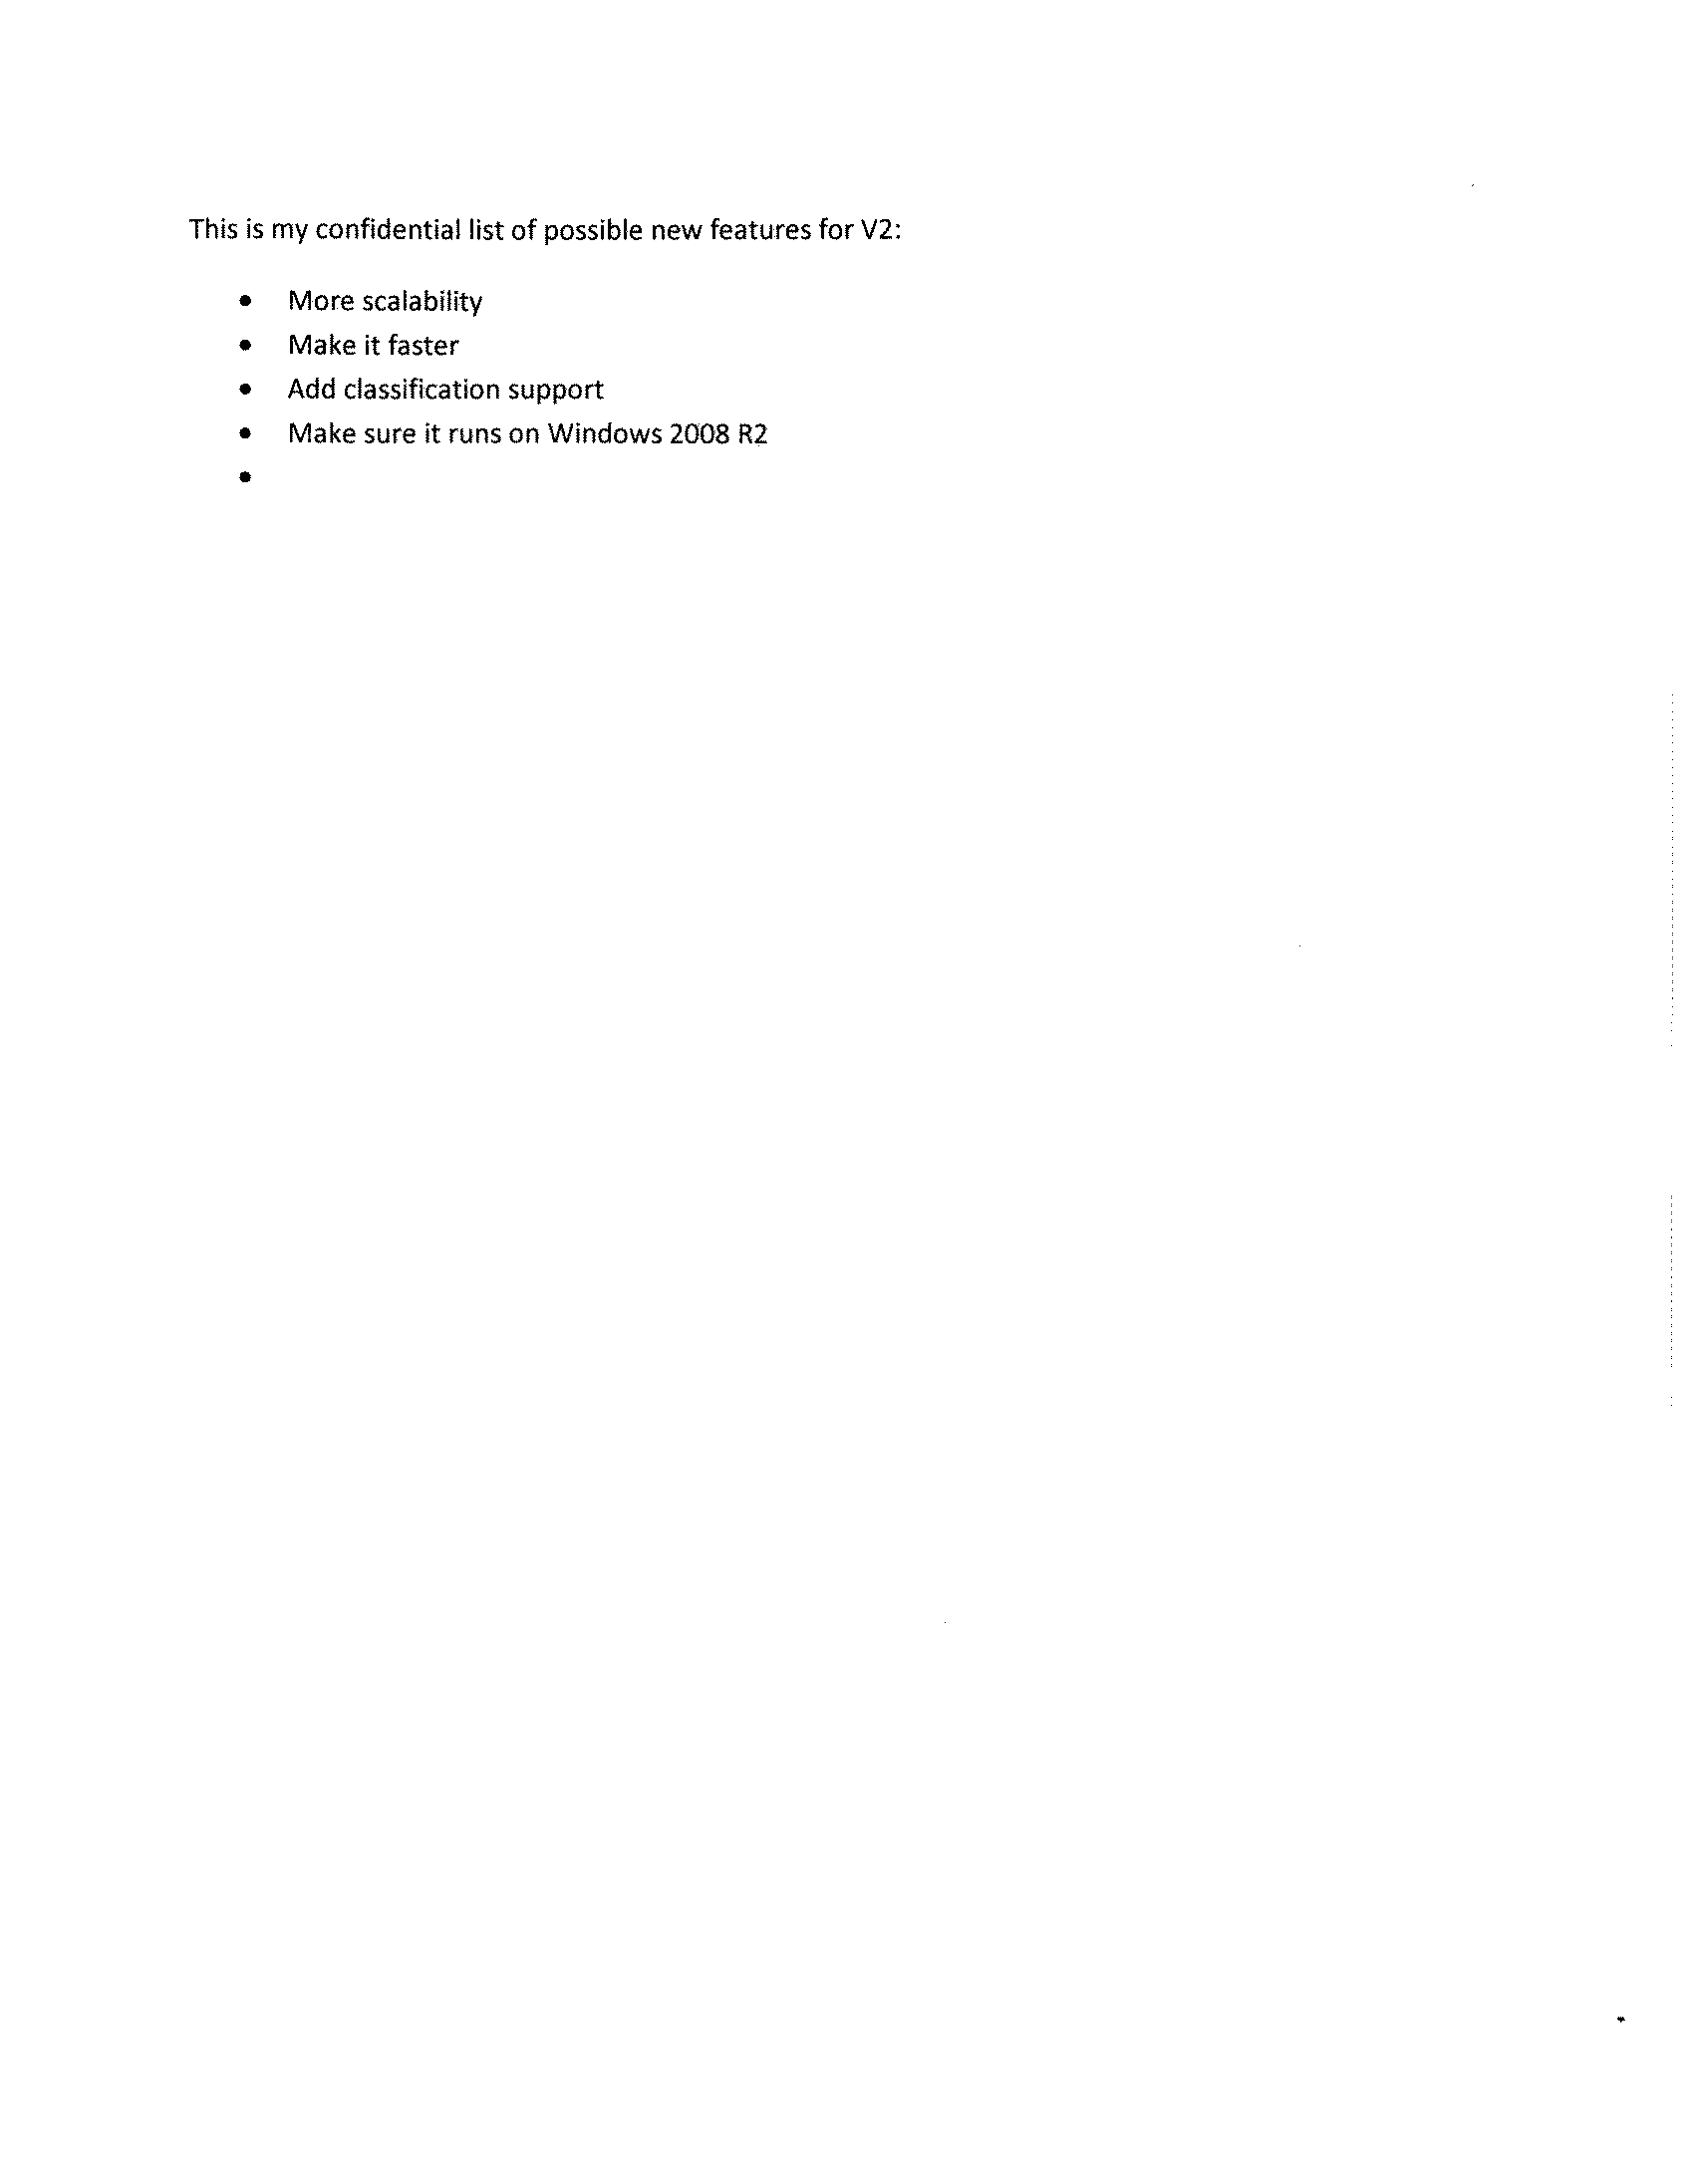 This is my confidential list of possible new features for V2:
• More scalability
• Make it faster
• Add classification support
• Make sure it runs on Windows 2008 R2
•